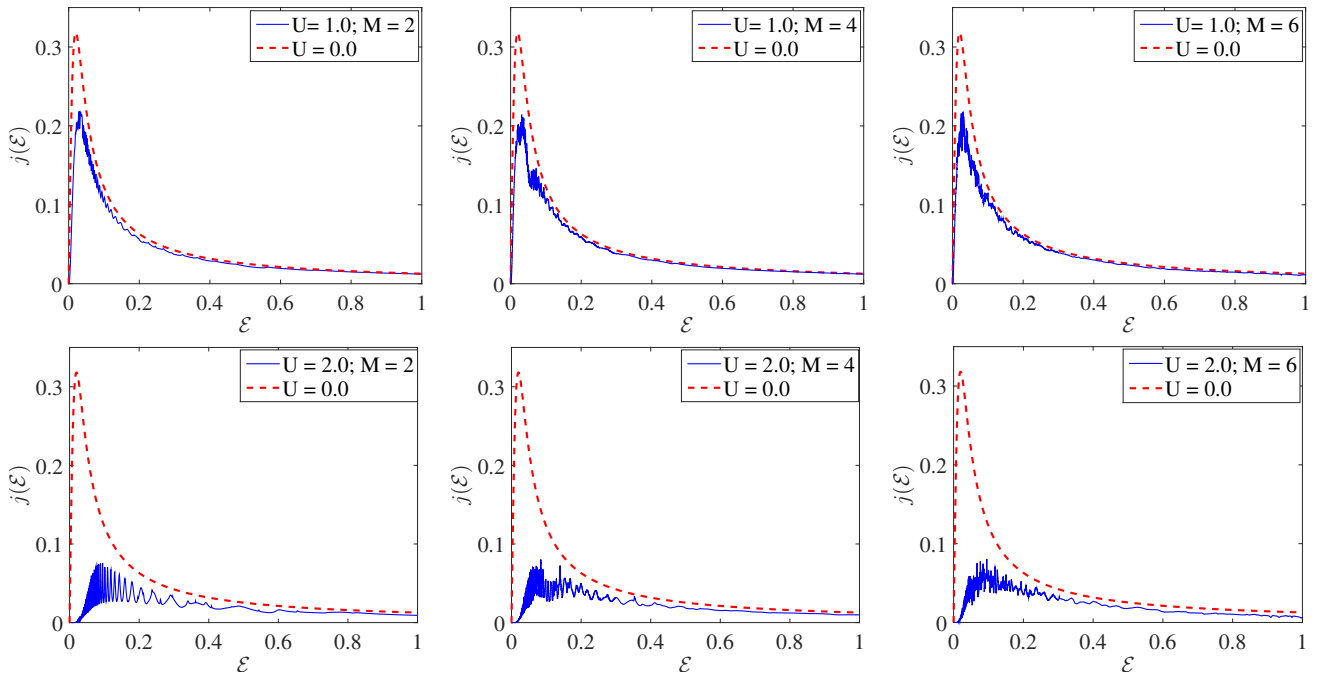 U= 1.0; M = 2
U = 0.0
0.3
0.2
0.1
0
j(ℰ)
0 0.2 0.4 0.6 0.8 1
ℰ
U = 1.0; M = 4
U = 0.0
0.3
0.2
0.1
0
j(ℰ)
0 0.2 0.4 0.6 0.8 1
ℰ
U = 1.0; M = 6
U = 0.0
0.3
0.2
0.1
0
j(ℰ)
0 0.2 0.4 0.6 0.8 1
ℰ
U = 2.0; M = 2
U = 0.0
0.3
0.2
0.1
0
j(ℰ)
0 0.2 0.4 0.6 0.8 1
ℰ
U = 2.0; M = 4
U = 0.0
0.3
0.2
0.1
0
j(ℰ)
0 0.2 0.4 0.6 0.8 1
ℰ
U = 2.0; M = 6
U = 0.0
0.3
0.2
0.1
0
j(ℰ)
0 0.2 0.4 0.6 0.8 1
ℰ